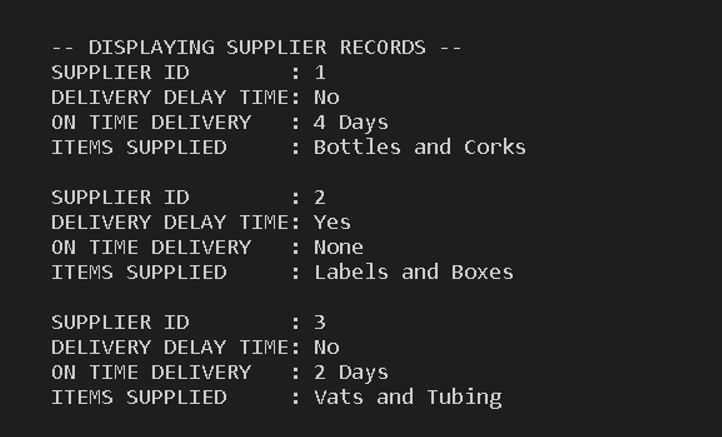 -- DISPLAYING SUPPLIER RECORDS --
SUPPLIER ID        : 1
DELIVERY DELAY TIME: No
ON TIME DELIVERY   : 4 Days
ITEMS SUPPLIED     : Bottles and Corks

SUPPLIER ID        : 2
DELIVERY DELAY TIME: Yes
ON TIME DELIVERY   : None
ITEMS SUPPLIED     : Labels and Boxes

SUPPLIER ID        : 3
DELIVERY DELAY TIME: No
ON TIME DELIVERY   : 2 Days
ITEMS SUPPLIED     : Vats and Tubing